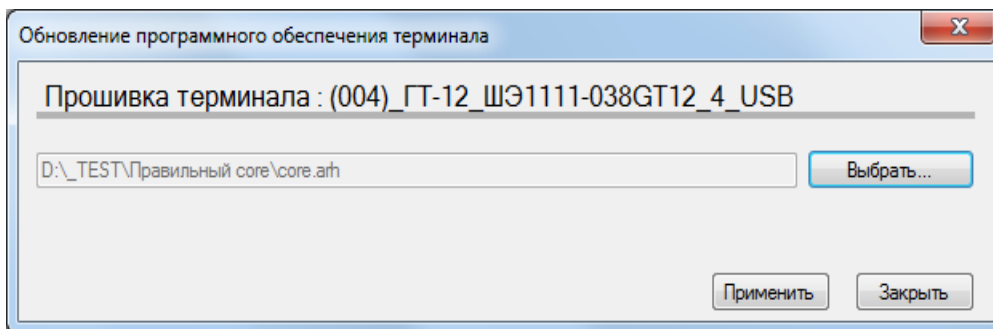 Обновление программного обеспечения терминала
Прошивка терминала : (004)_ГТ-12_ШЭ1111-038GT12_4_USB
D:\_TEST\Правильный core\core.arh
Выбрать...
Применить
Закрыть